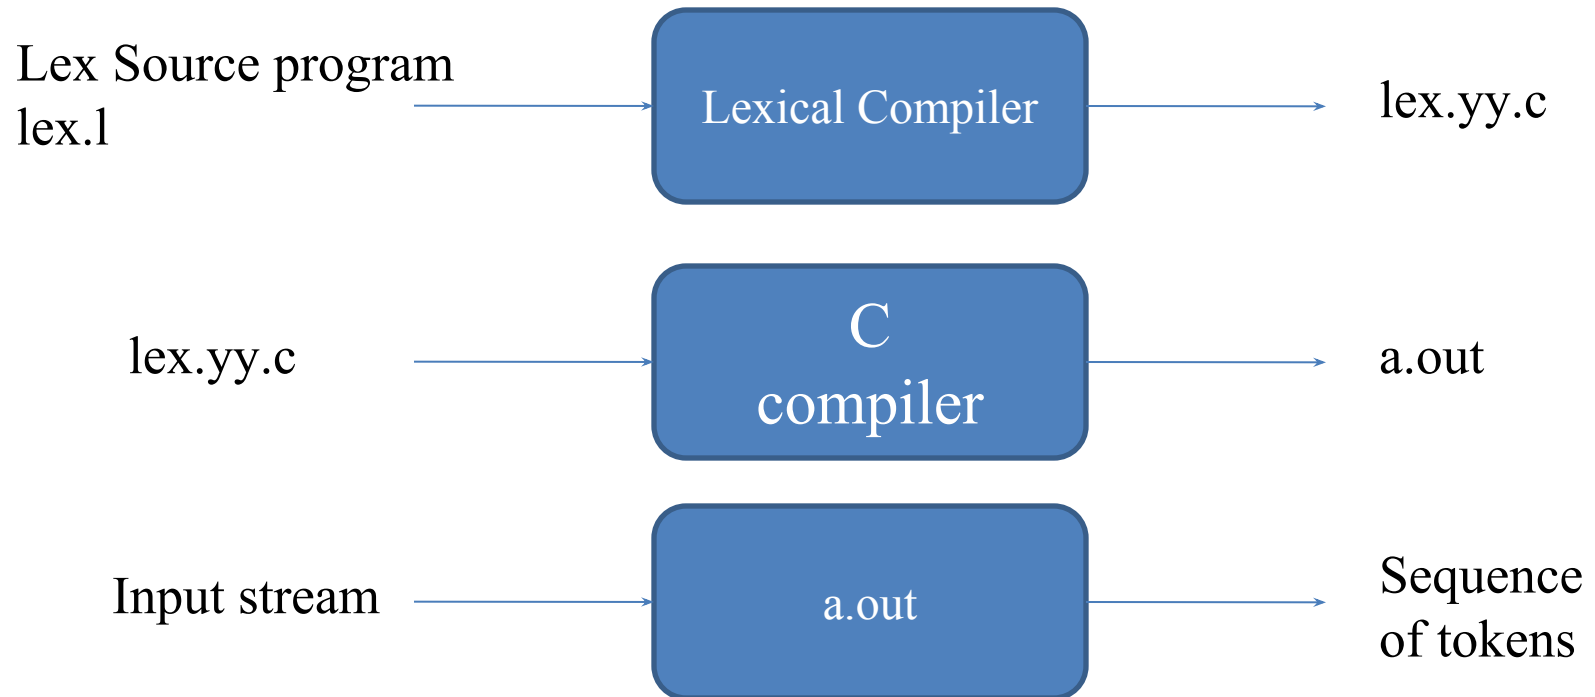 Lex Source program
lex.l
Lexical Compiler
lex.yy.c
lex.yy.c
C
compiler
a.out
Input stream
a.out
Sequence
of tokens